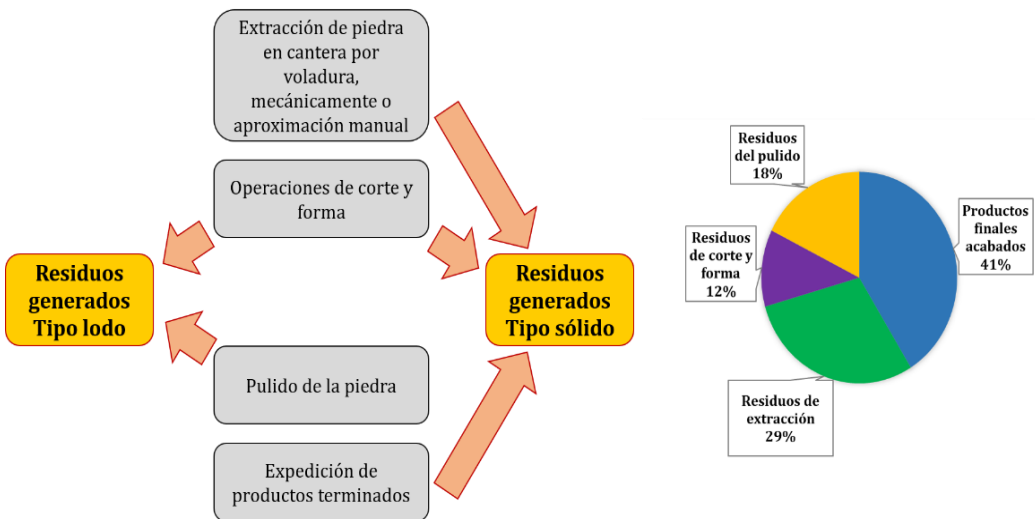 Extracción de piedra
en cantera por
voladura,
mecánicamente o
aproximación manual
Operaciones de corte y
forma
Residuos
generados
Tipo lodo
Residuos
generados
Tipo sólido
Pulido de la piedra
Expedición de
productos terminados
Residuos
del pulido
18%
Productos
finales
acabados
41%
Residuos
de corte y
forma
12%
Residuos de
extracción
29%